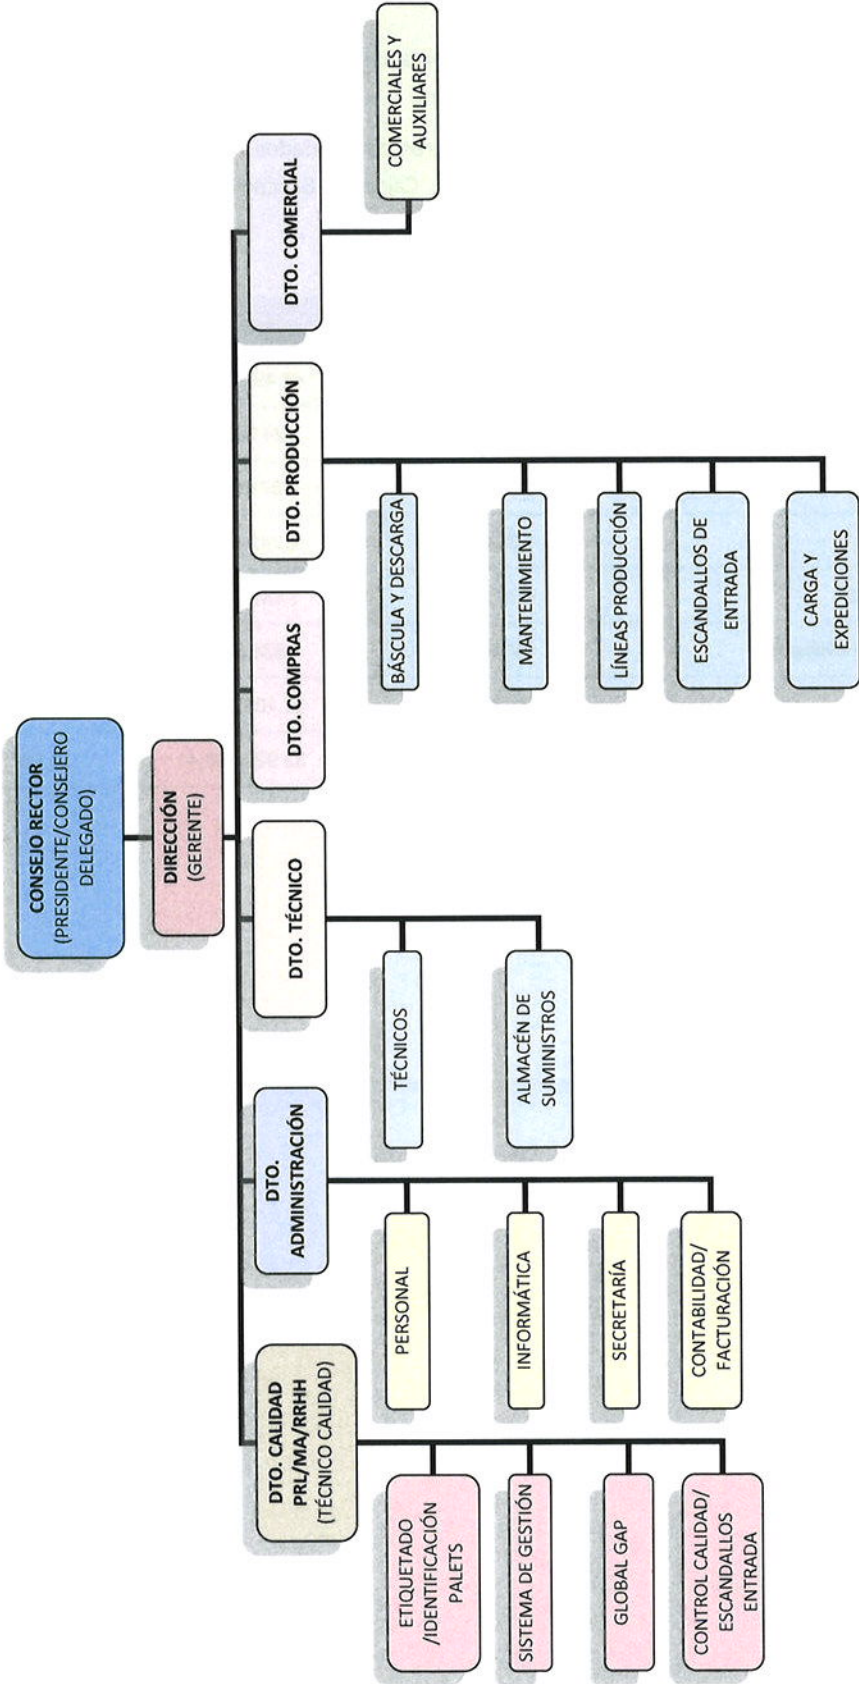 CONSEJO RECTOR
(PRESIDENTE/CONSEJERO
DELEGADO)
DIRECCIÓN
(GERENTE)
DTO. CALIDAD
PRL/MA/RRHH
(TÉCNICO CALIDAD)
DTO.
ADMINISTRACIÓN
DTO. TÉCNICO
DTO. COMPRAS
DTO. PRODUCCIÓN
DTO. COMERCIAL
ETIQUETADO
/IDENTIFICACIÓN
PALETS
SISTEMA DE GESTIÓN
GLOBAL GAP
CONTROL CALIDAD/
ESCANDALLOS
ENTRADA
PERSONAL
INFORMÁTICA
SECRETARÍA
CONTABILIDAD/
FACTURACIÓN
TÉCNICOS
ALMACÉN DE
SUMINISTROS
BÁSCULA Y DESCARGA
MANTENIMIENTO
LÍNEAS PRODUCCIÓN
ESCANDALLOS DE
ENTRADA
CARGA Y
EXPEDICIONES
COMERCIALES Y
AUXILIARES